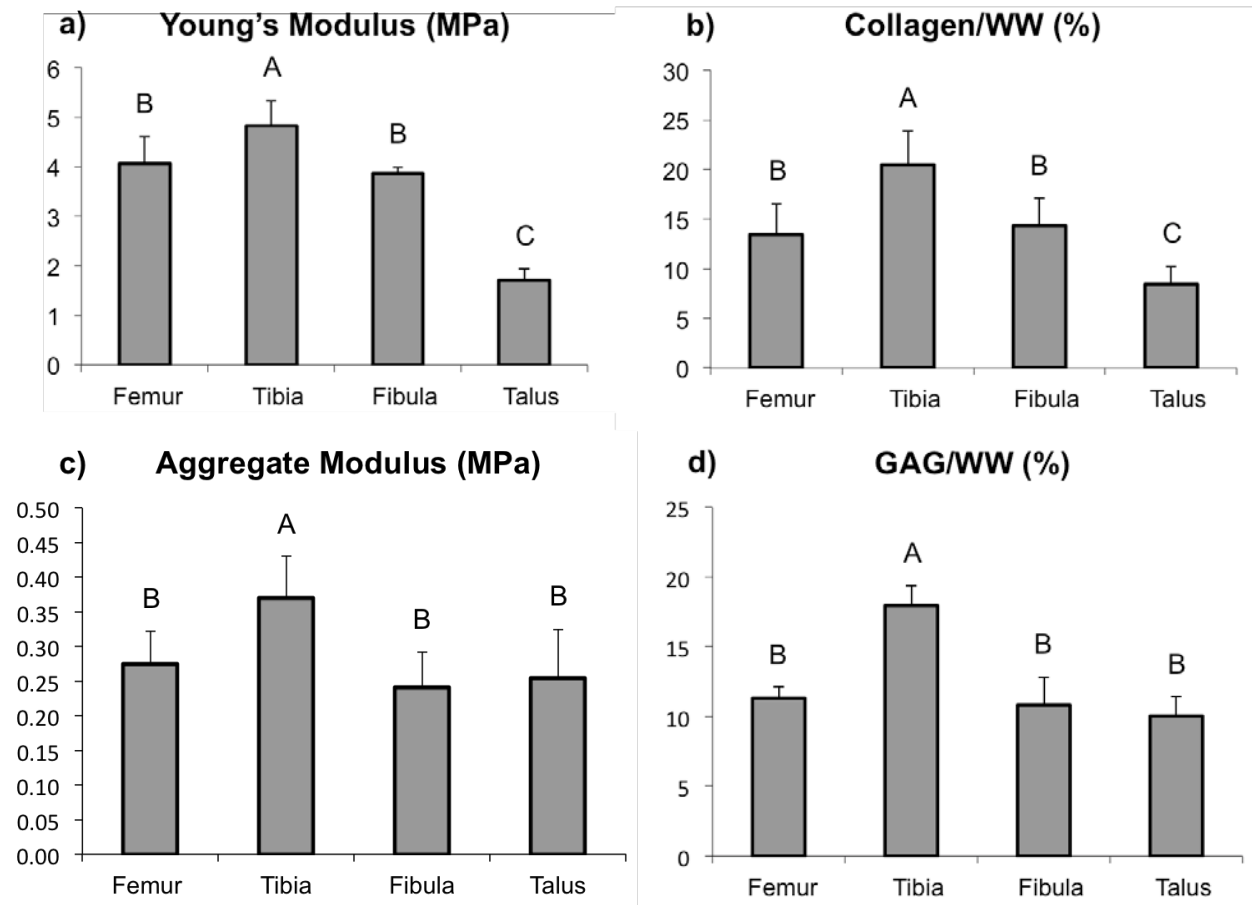 a) Young's Modulus (MPa)
6
5
4
3
2
1
0
B
A
B
C
Femur Tibia Fibula Talus
b) Collagen/WW (%)
30
25
20
15
10
5
0
B
A
B
C
Femur Tibia Fibula Talus
c) Aggregate Modulus (MPa)
0.50
0.45
0.40
0.35
0.30
0.25
0.20
0.15
0.10
0.05
0.00
B
A
B
B
Femur Tibia Fibula Talus
d) GAG/WW (%)
25
20
15
10
5
0
B
A
B
B
Femur Tibia Fibula Talus